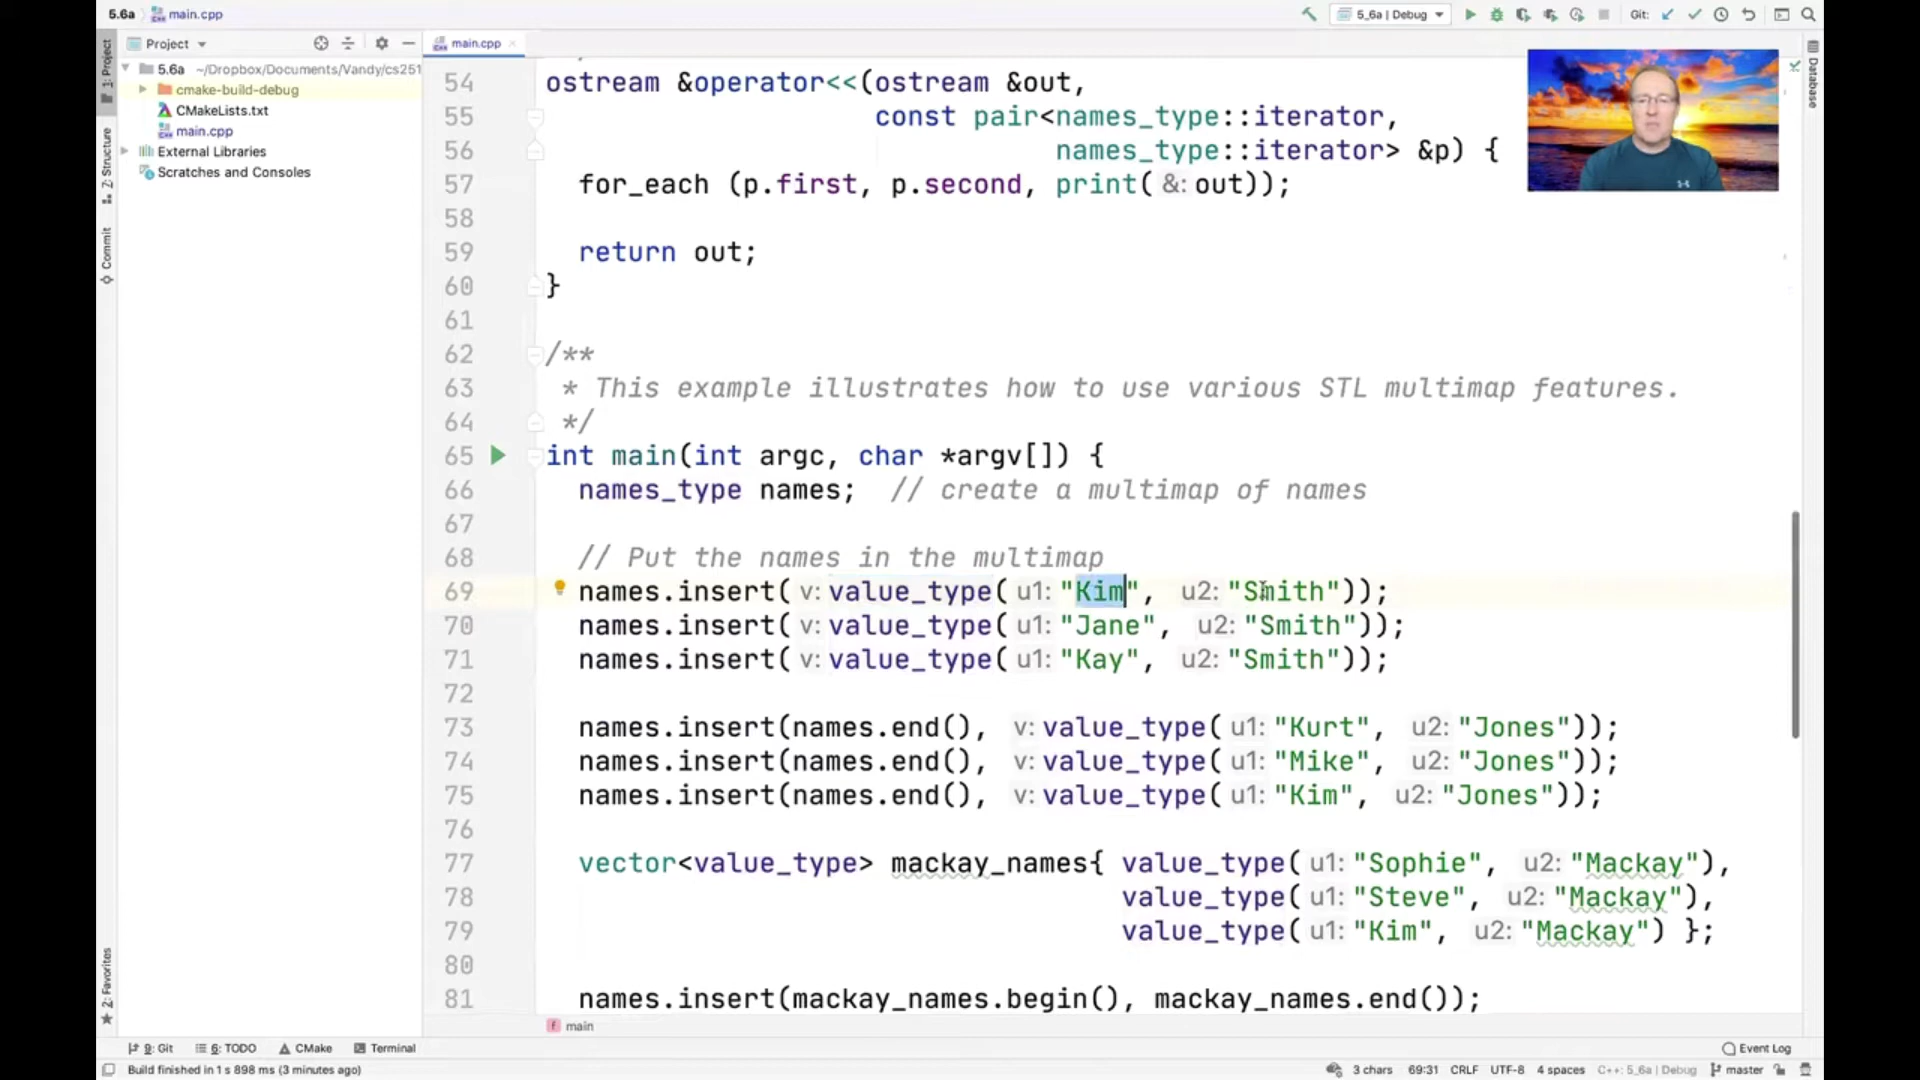 5.6a main.cpp
5_6a | Debug
Git:
1: Project
Z: Structure
Commit
2: Favorites
Database
Project
main.cpp
5.6a ~/Dropbox/Documents/Vandy/cs251
cmake-build-debug
CMakeLists.txt
main.cpp
External Libraries
Scratches and Consoles
54 ostream &operator<<(ostream &out,
55 const pair<names_type::iterator,
56 names_type::iterator> &p) {
57 for_each (p.first, p.second, print( &: out));
58
59 return out;
60 }
61
62 /**
63 * This example illustrates how to use various STL multimap features.
64 */
65 int main(int argc, char *argv[]) {
66 names_type names; // create a multimap of names
67
68 // Put the names in the multimap
69 names.insert( v: value_type( u1: "Kim", u2: "Smith"));
70 names.insert( v: value_type( u1: "Jane", u2: "Smith"));
71 names.insert( v: value_type( u1: "Kay", u2: "Smith"));
72
73 names.insert(names.end(), v: value_type( u1: "Kurt", u2: "Jones"));
74 names.insert(names.end(), v: value_type( u1: "Mike", u2: "Jones"));
75 names.insert(names.end(), v: value_type( u1: "Kim", u2: "Jones"));
76
77 vector<value_type> mackay_names{ value_type( u1: "Sophie", u2: "Mackay"),
78 value_type( u1: "Steve", u2: "Mackay"),
79 value_type( u1: "Kim", u2: "Mackay") };
80
81 names.insert(mackay_names.begin(), mackay_names.end());
f main
9: Git 6: TODO CMake Terminal Event Log
Build finished in 1 s 898 ms (3 minutes ago) 3 chars 69:31 CRLF UTF-8 4 spaces C++: 5_6a | Debug master